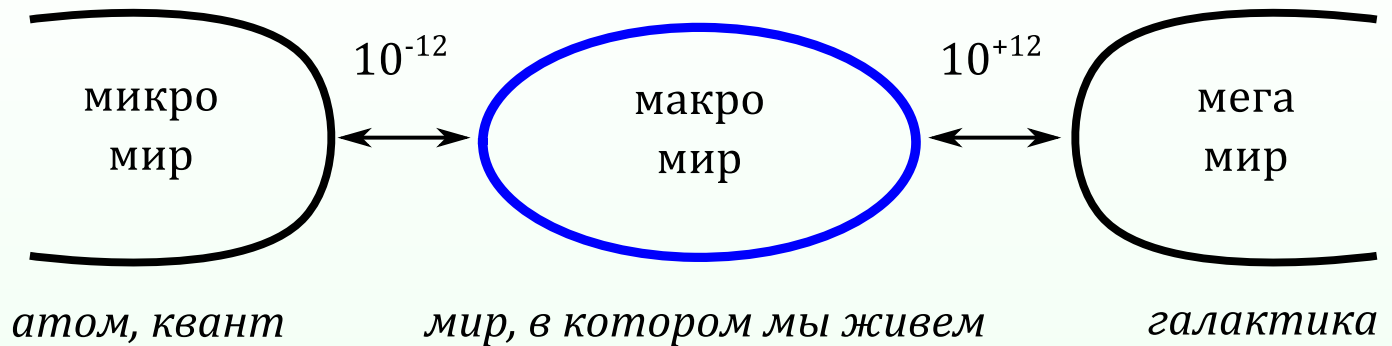 10⁻¹²
10⁺¹²
микро
мир
макро
мир
мега
мир
атом, квант
мир, в котором мы живем
галактика